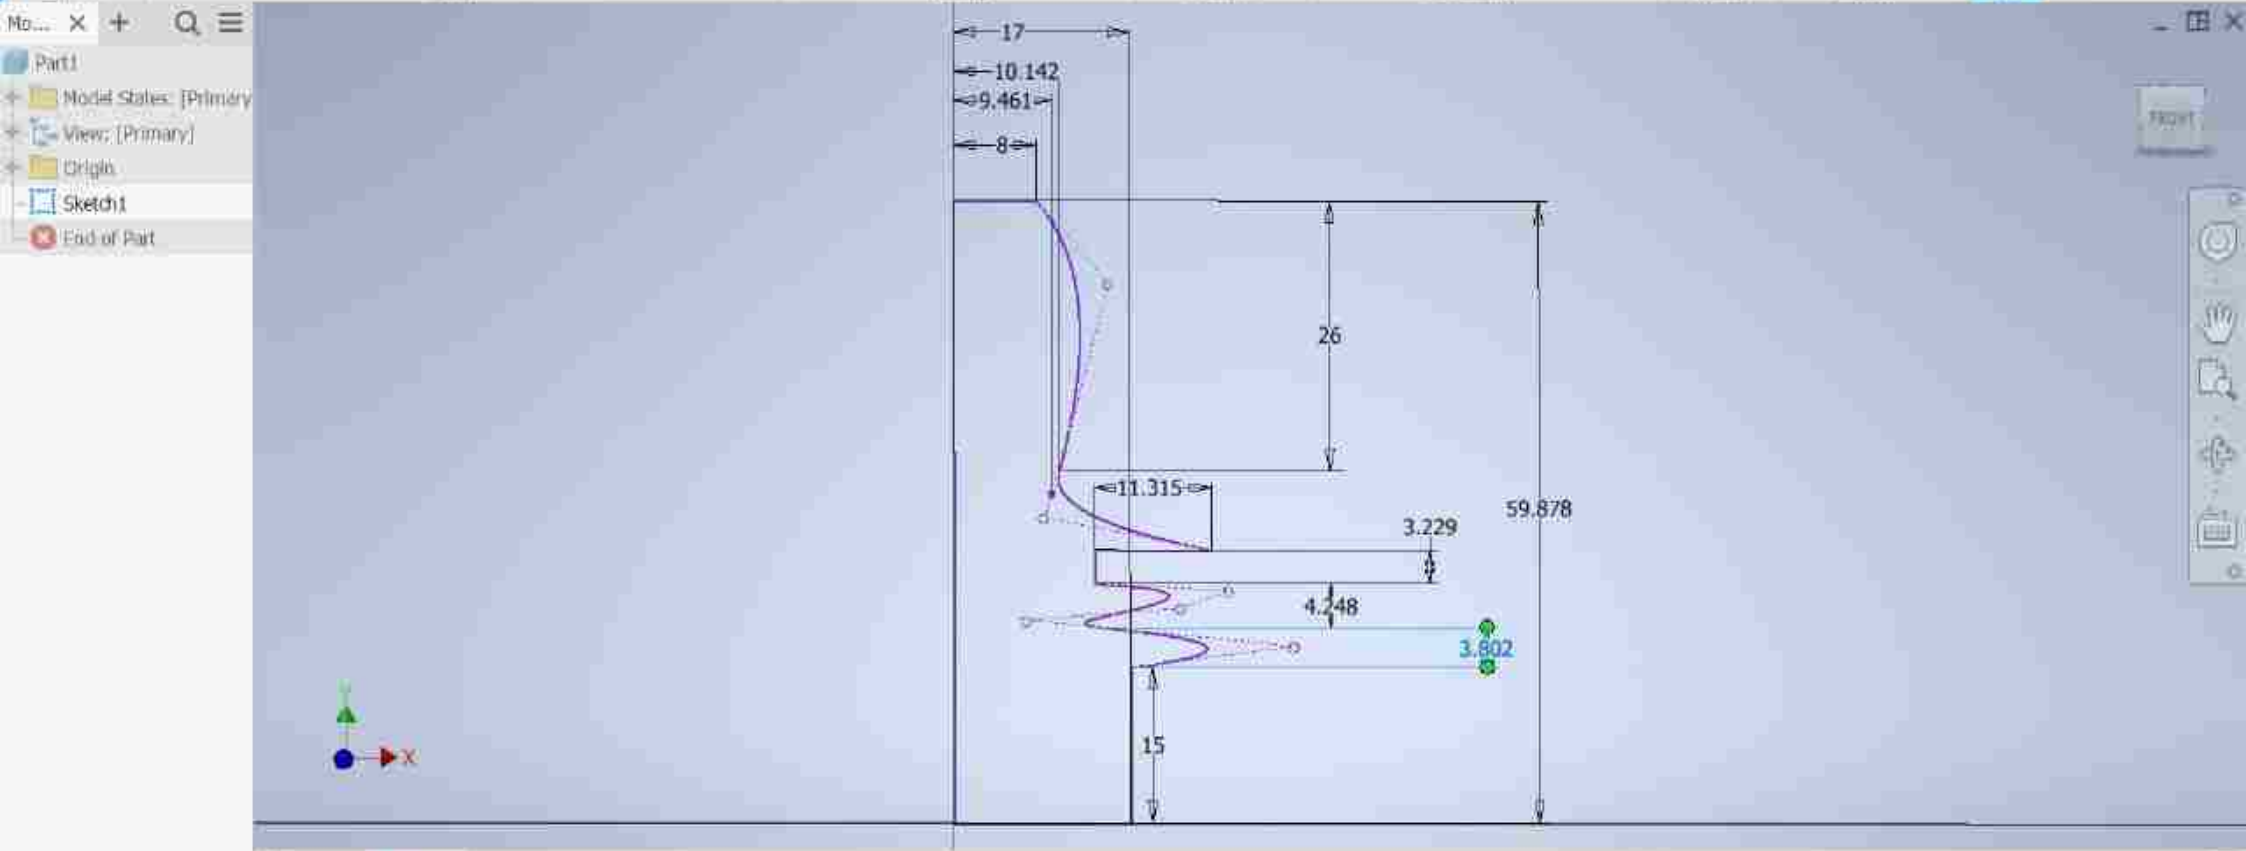 Mo...
Part1
Model States: [Primary
View: [Primary]
Origin
Sketch1
End of Part
17
10.142
9.461
8
FRONT
26
11.315
3.229
59.878
4.248
3.802
15
Y
X